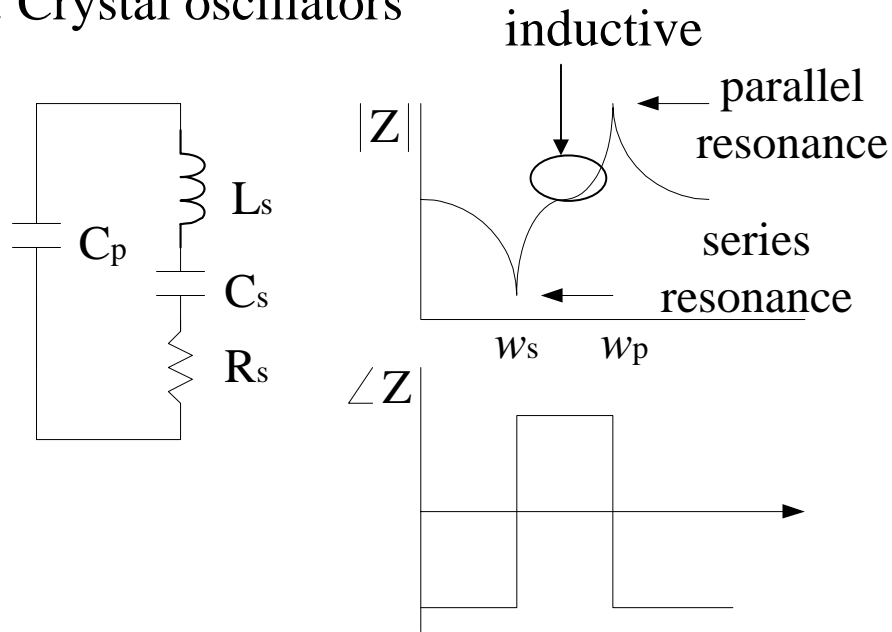 Crystal oscillators
inductive
parallel
resonance
|Z|
Ls
Cp
series
resonance
Cs
ws wp
Rs
∠Z